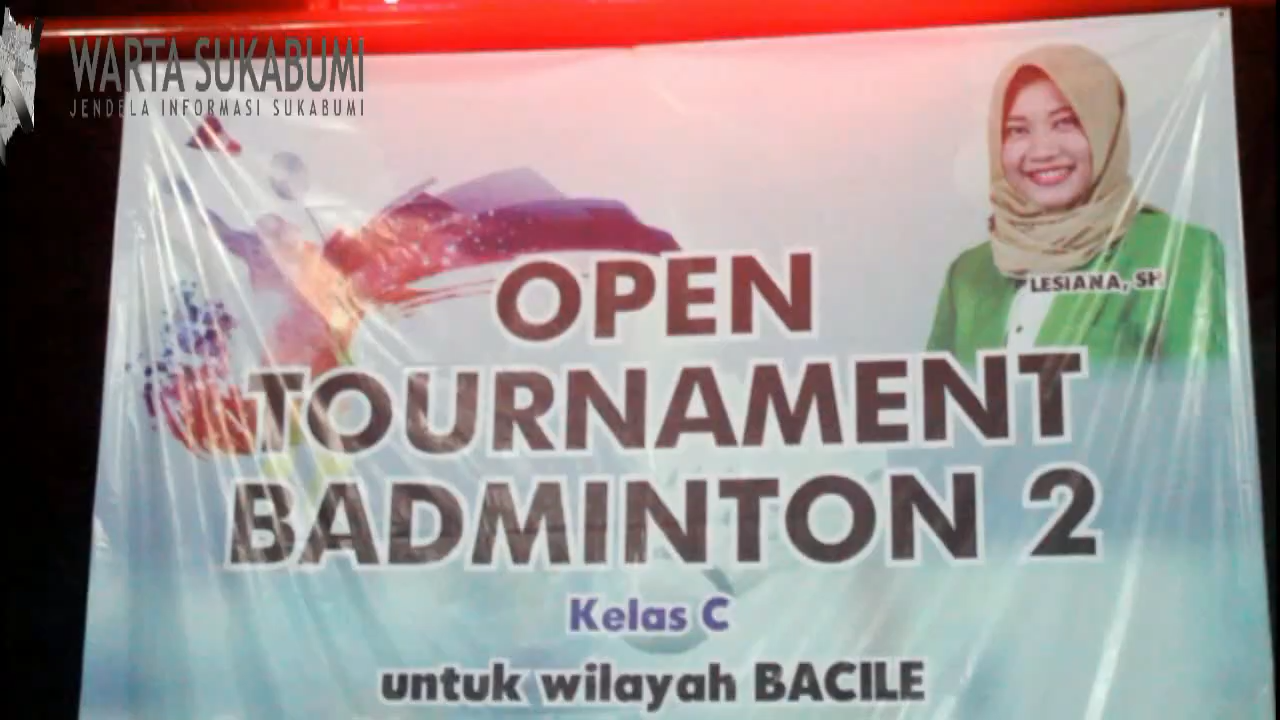 WARTA SUKABUMI
JENDELA INFORMASI SUKABUMI
LESIANA, SH
OPEN
TOURNAMENT
BADMINTON 2
Kelas C
untuk wilayah BACILE